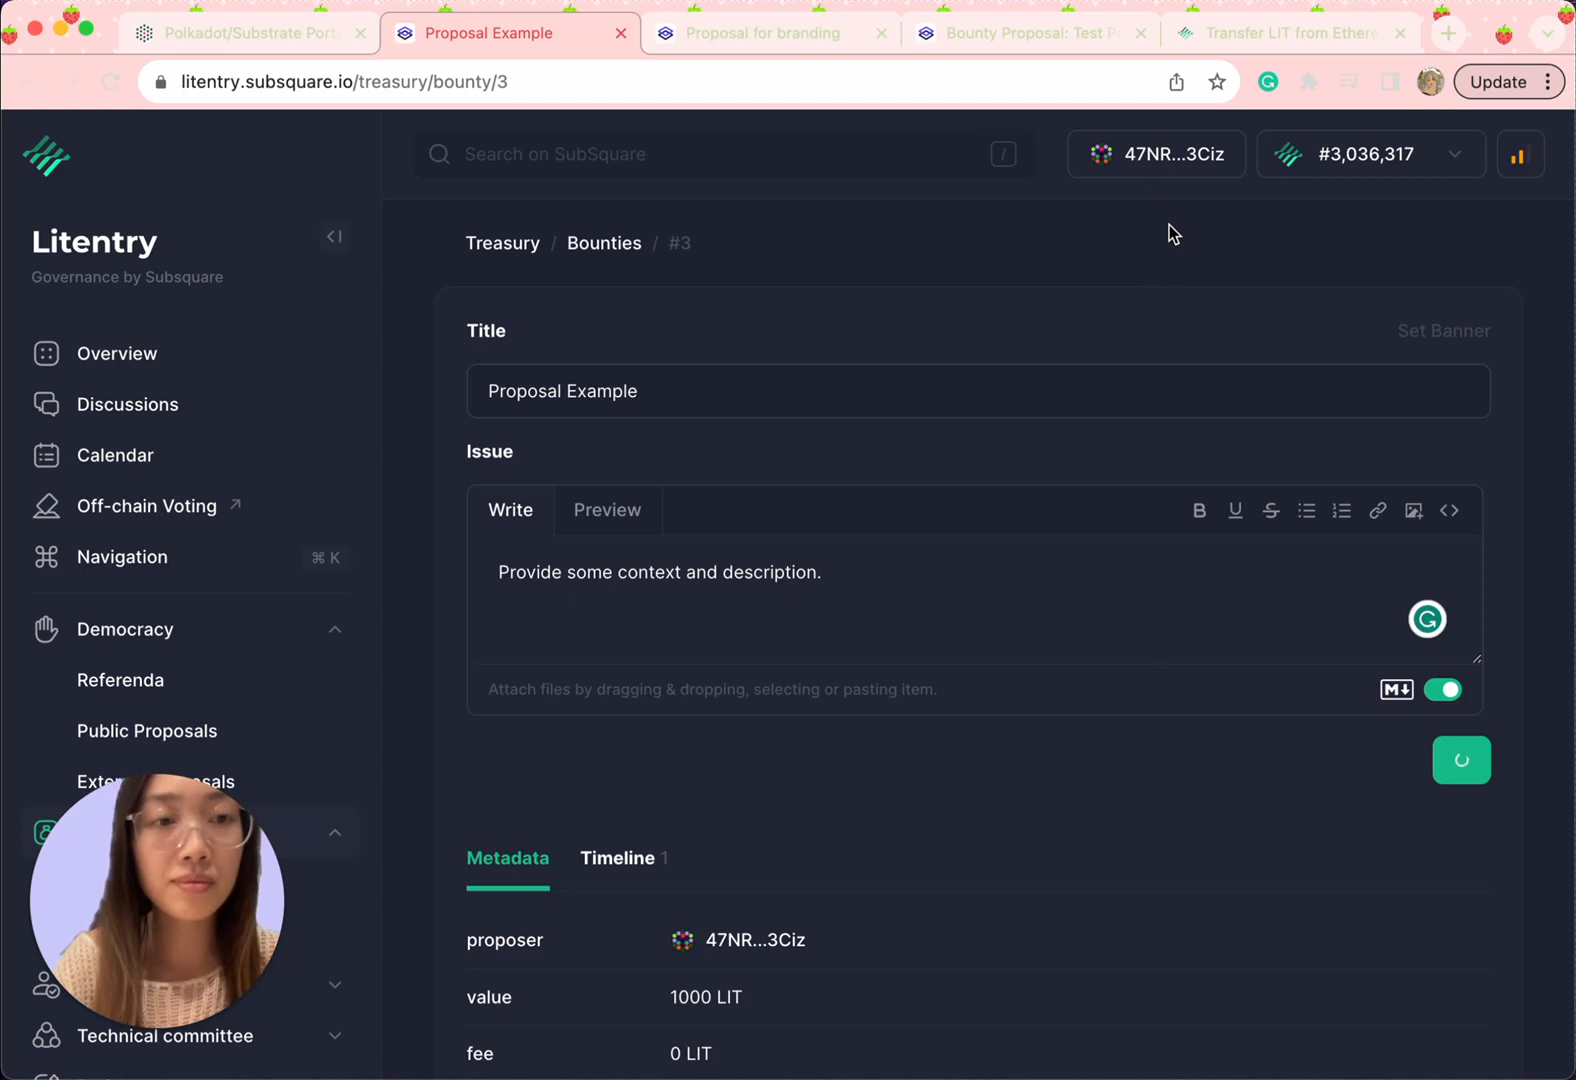 Polkadot/Substrate Port
Proposal Example
Proposal for branding
Bounty Proposal: Test P
Transfer LIT from Ethere
litentry.subsquare.io/treasury/bounty/3
Update
Search on SubSquare
/
47NR...3Ciz
#3,036,317
Litentry
Governance by Subsquare
Treasury / Bounties / #3
Overview
Discussions
Calendar
Off-chain Voting
Navigation
⌘ K
Democracy
Referenda
Public Proposals
Technical committee
Title
Set Banner
Proposal Example
Issue
Write
Preview
B U S
Provide some context and description.
Attach files by dragging & dropping, selecting or pasting item.
M
Metadata
Timeline 1
proposer
47NR...3Ciz
value
1000 LIT
fee
0 LIT